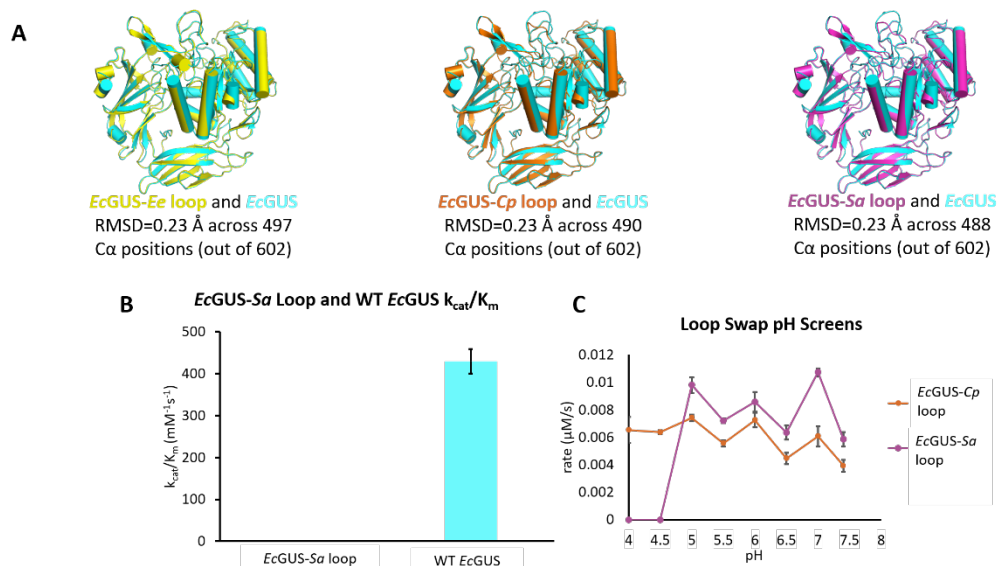 A
EcGUS-Ee loop and EcGUS
RMSD=0.23 Å across 497
Cα positions (out of 602)
EcGUS-Cp loop and EcGUS
RMSD=0.23 Å across 490
Cα positions (out of 602)
EcGUS-Sa loop and EcGUS
RMSD=0.23 Å across 488
Cα positions (out of 602)
B
EcGUS-Sa Loop and WT EcGUS kcat/Km
500
400
300
200
100
0
kcat/Km (mM-1s-1)
EcGUS-Sa loop
WT EcGUS
C
Loop Swap pH Screens
0.012
0.01
0.008
0.006
0.004
0.002
0
rate (μM/s)
4 4.5 5 5.5 6 6.5 7 7.5 8
pH
EcGUS-Cp
loop
EcGUS-Sa
loop